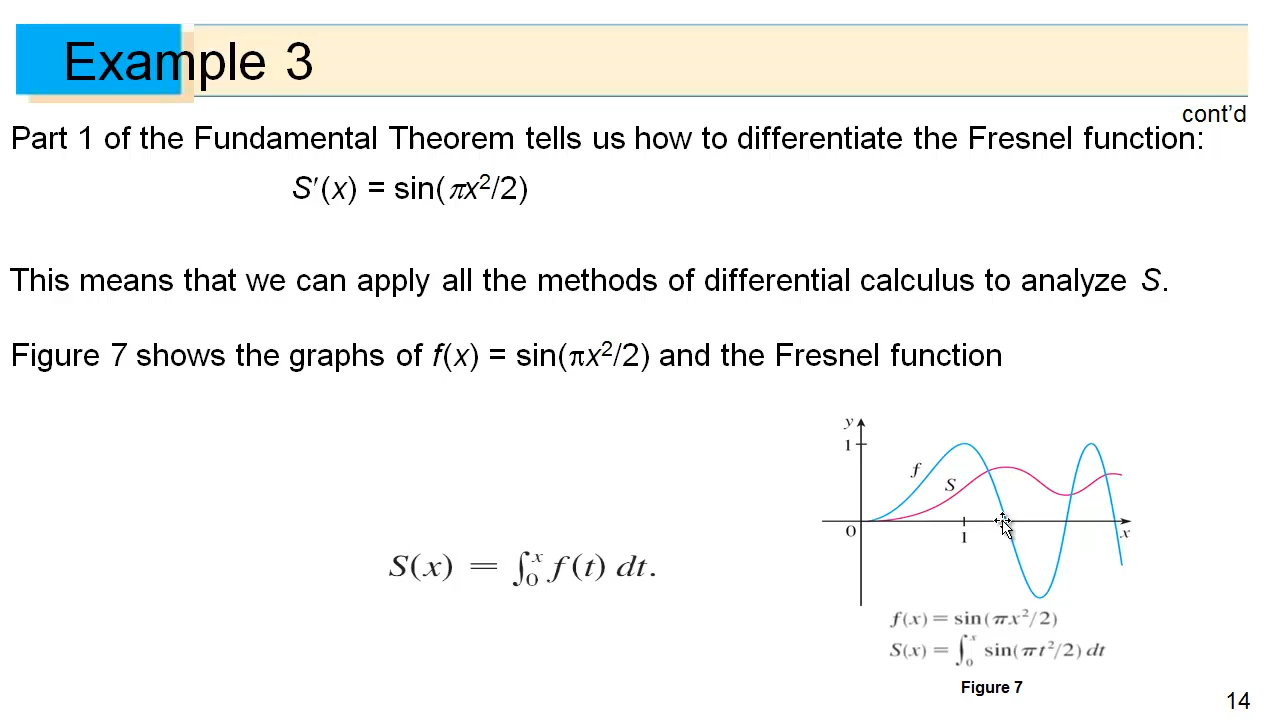 Example 3
cont’d
Part 1 of the Fundamental Theorem tells us how to differentiate the Fresnel function:
S′(x) = sin(πx²/2)
This means that we can apply all the methods of differential calculus to analyze S.
Figure 7 shows the graphs of f(x) = sin(πx²/2) and the Fresnel function
y
1
f
S
0
1
x
S(x) = ∫₀ˣ f(t) dt.
f(x) = sin(πx²/2)
S(x) = ∫₀ˣ sin(πt²/2) dt
Figure 7
14